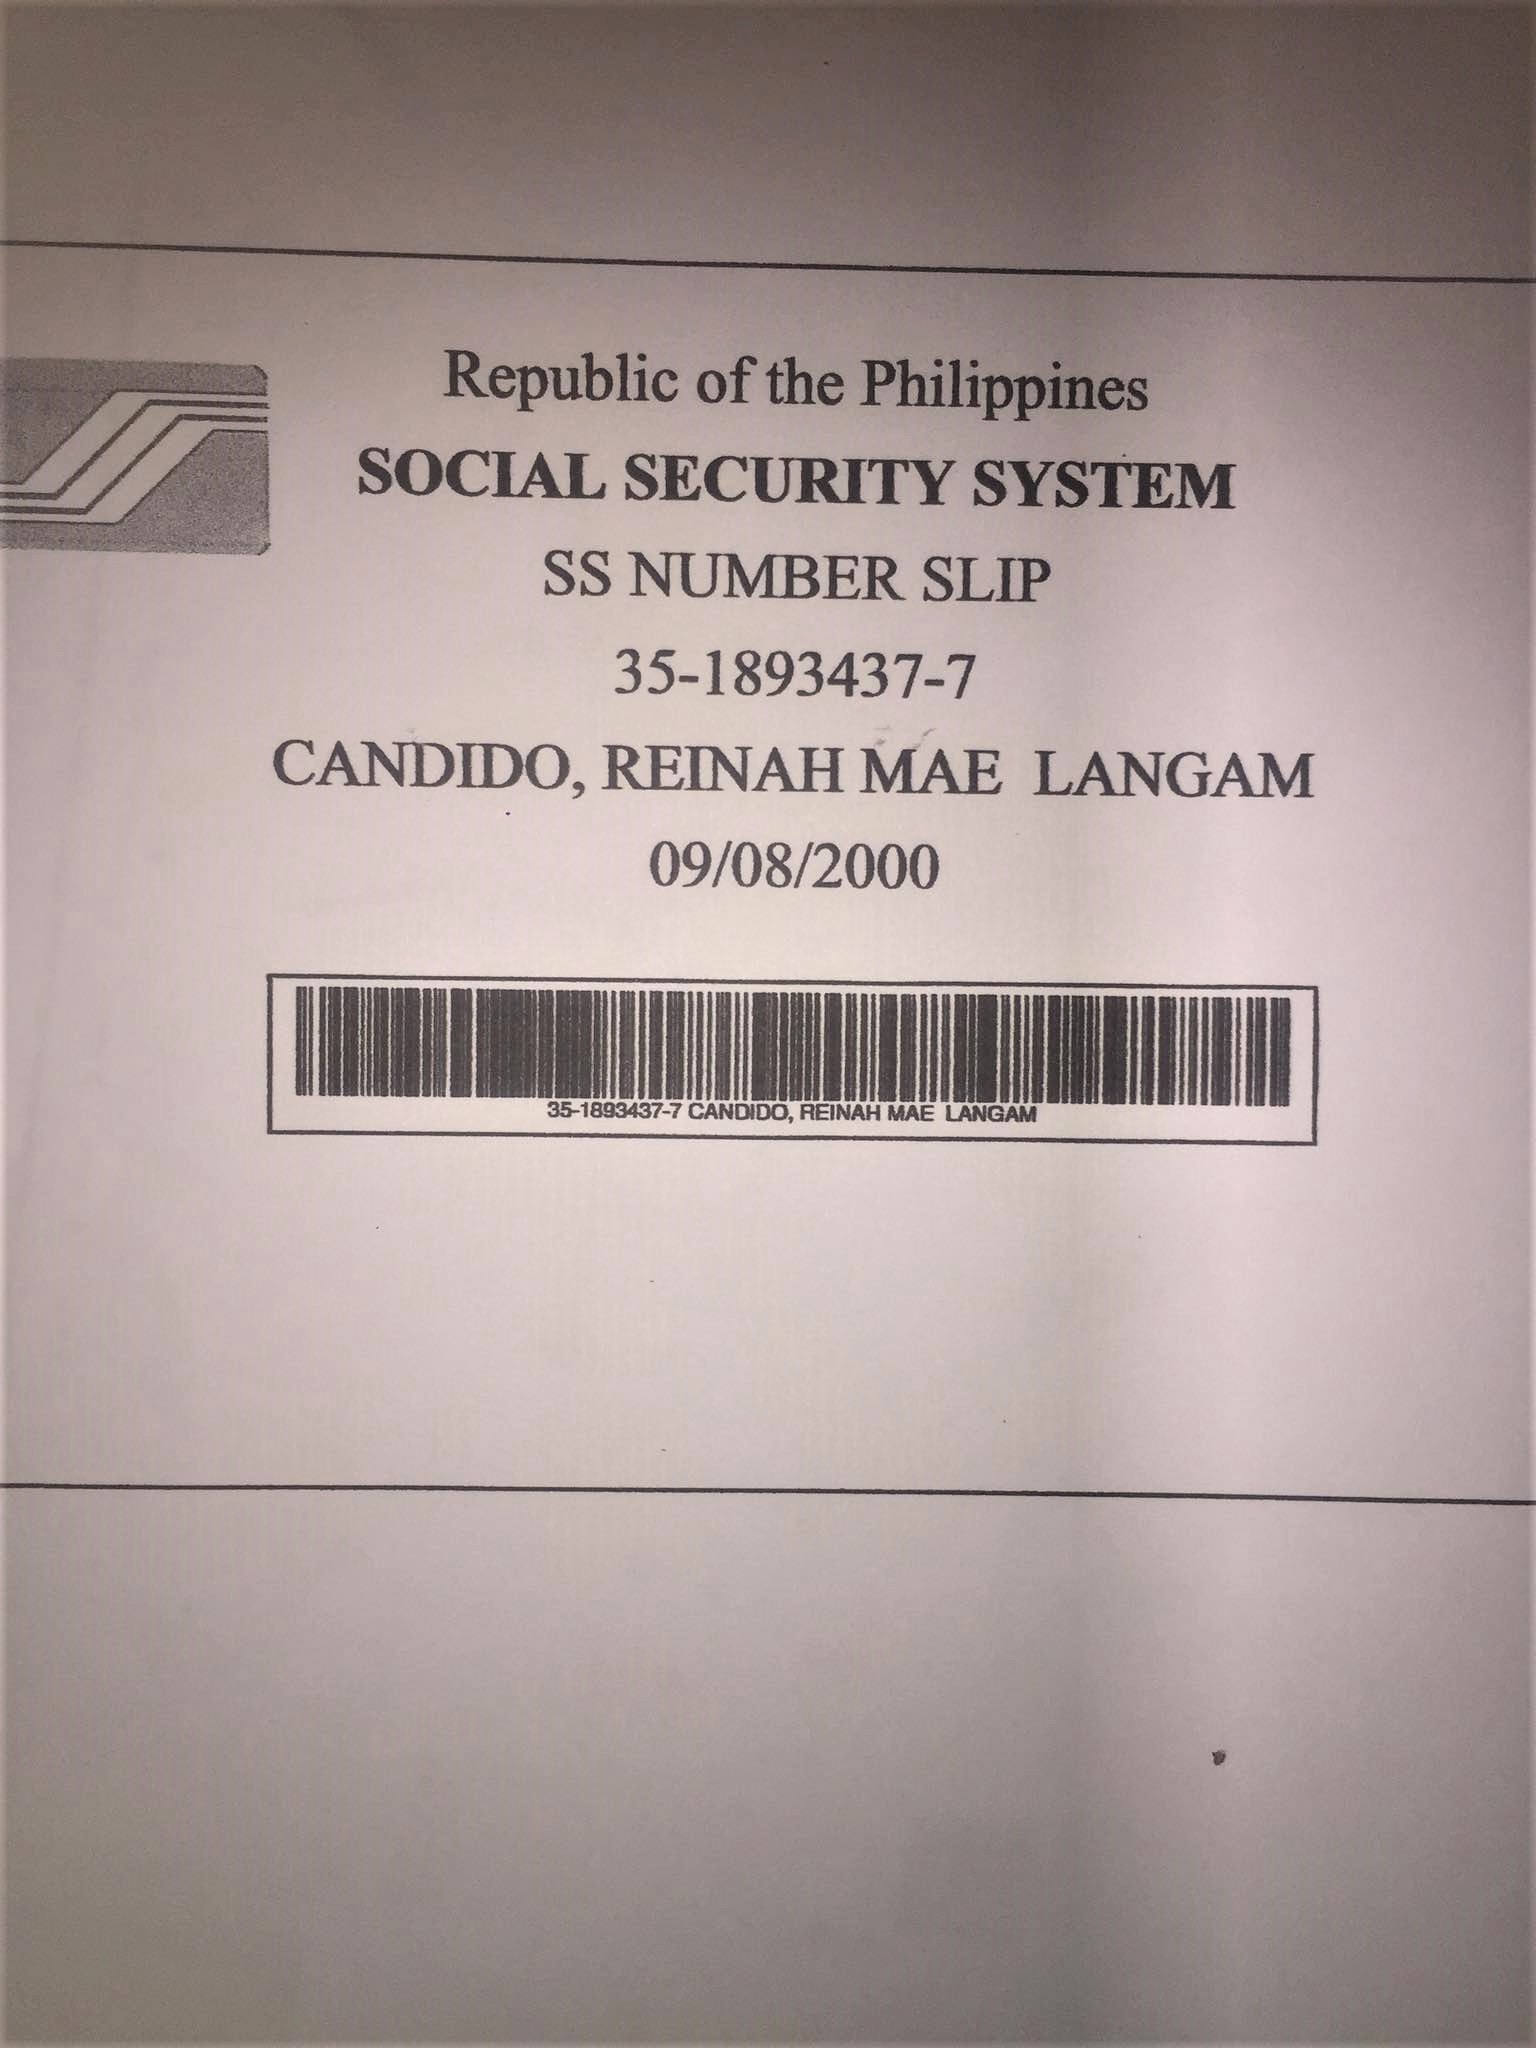 Republic of the Philippines
SOCIAL SECURITY SYSTEM
SS NUMBER SLIP
35-1893437-7
CANDIDO, REINAH MAE LANGAM
09/08/2000
35-1893437-7 CANDIDO, REINAH MAE LANGAM